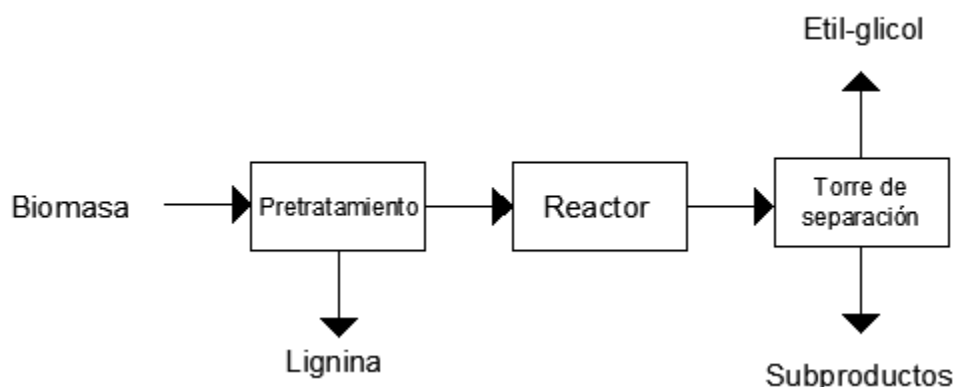 Etil-glicol
Biomasa
Pretratamiento
Reactor
Torre de
separación
Lignina
Subproductos